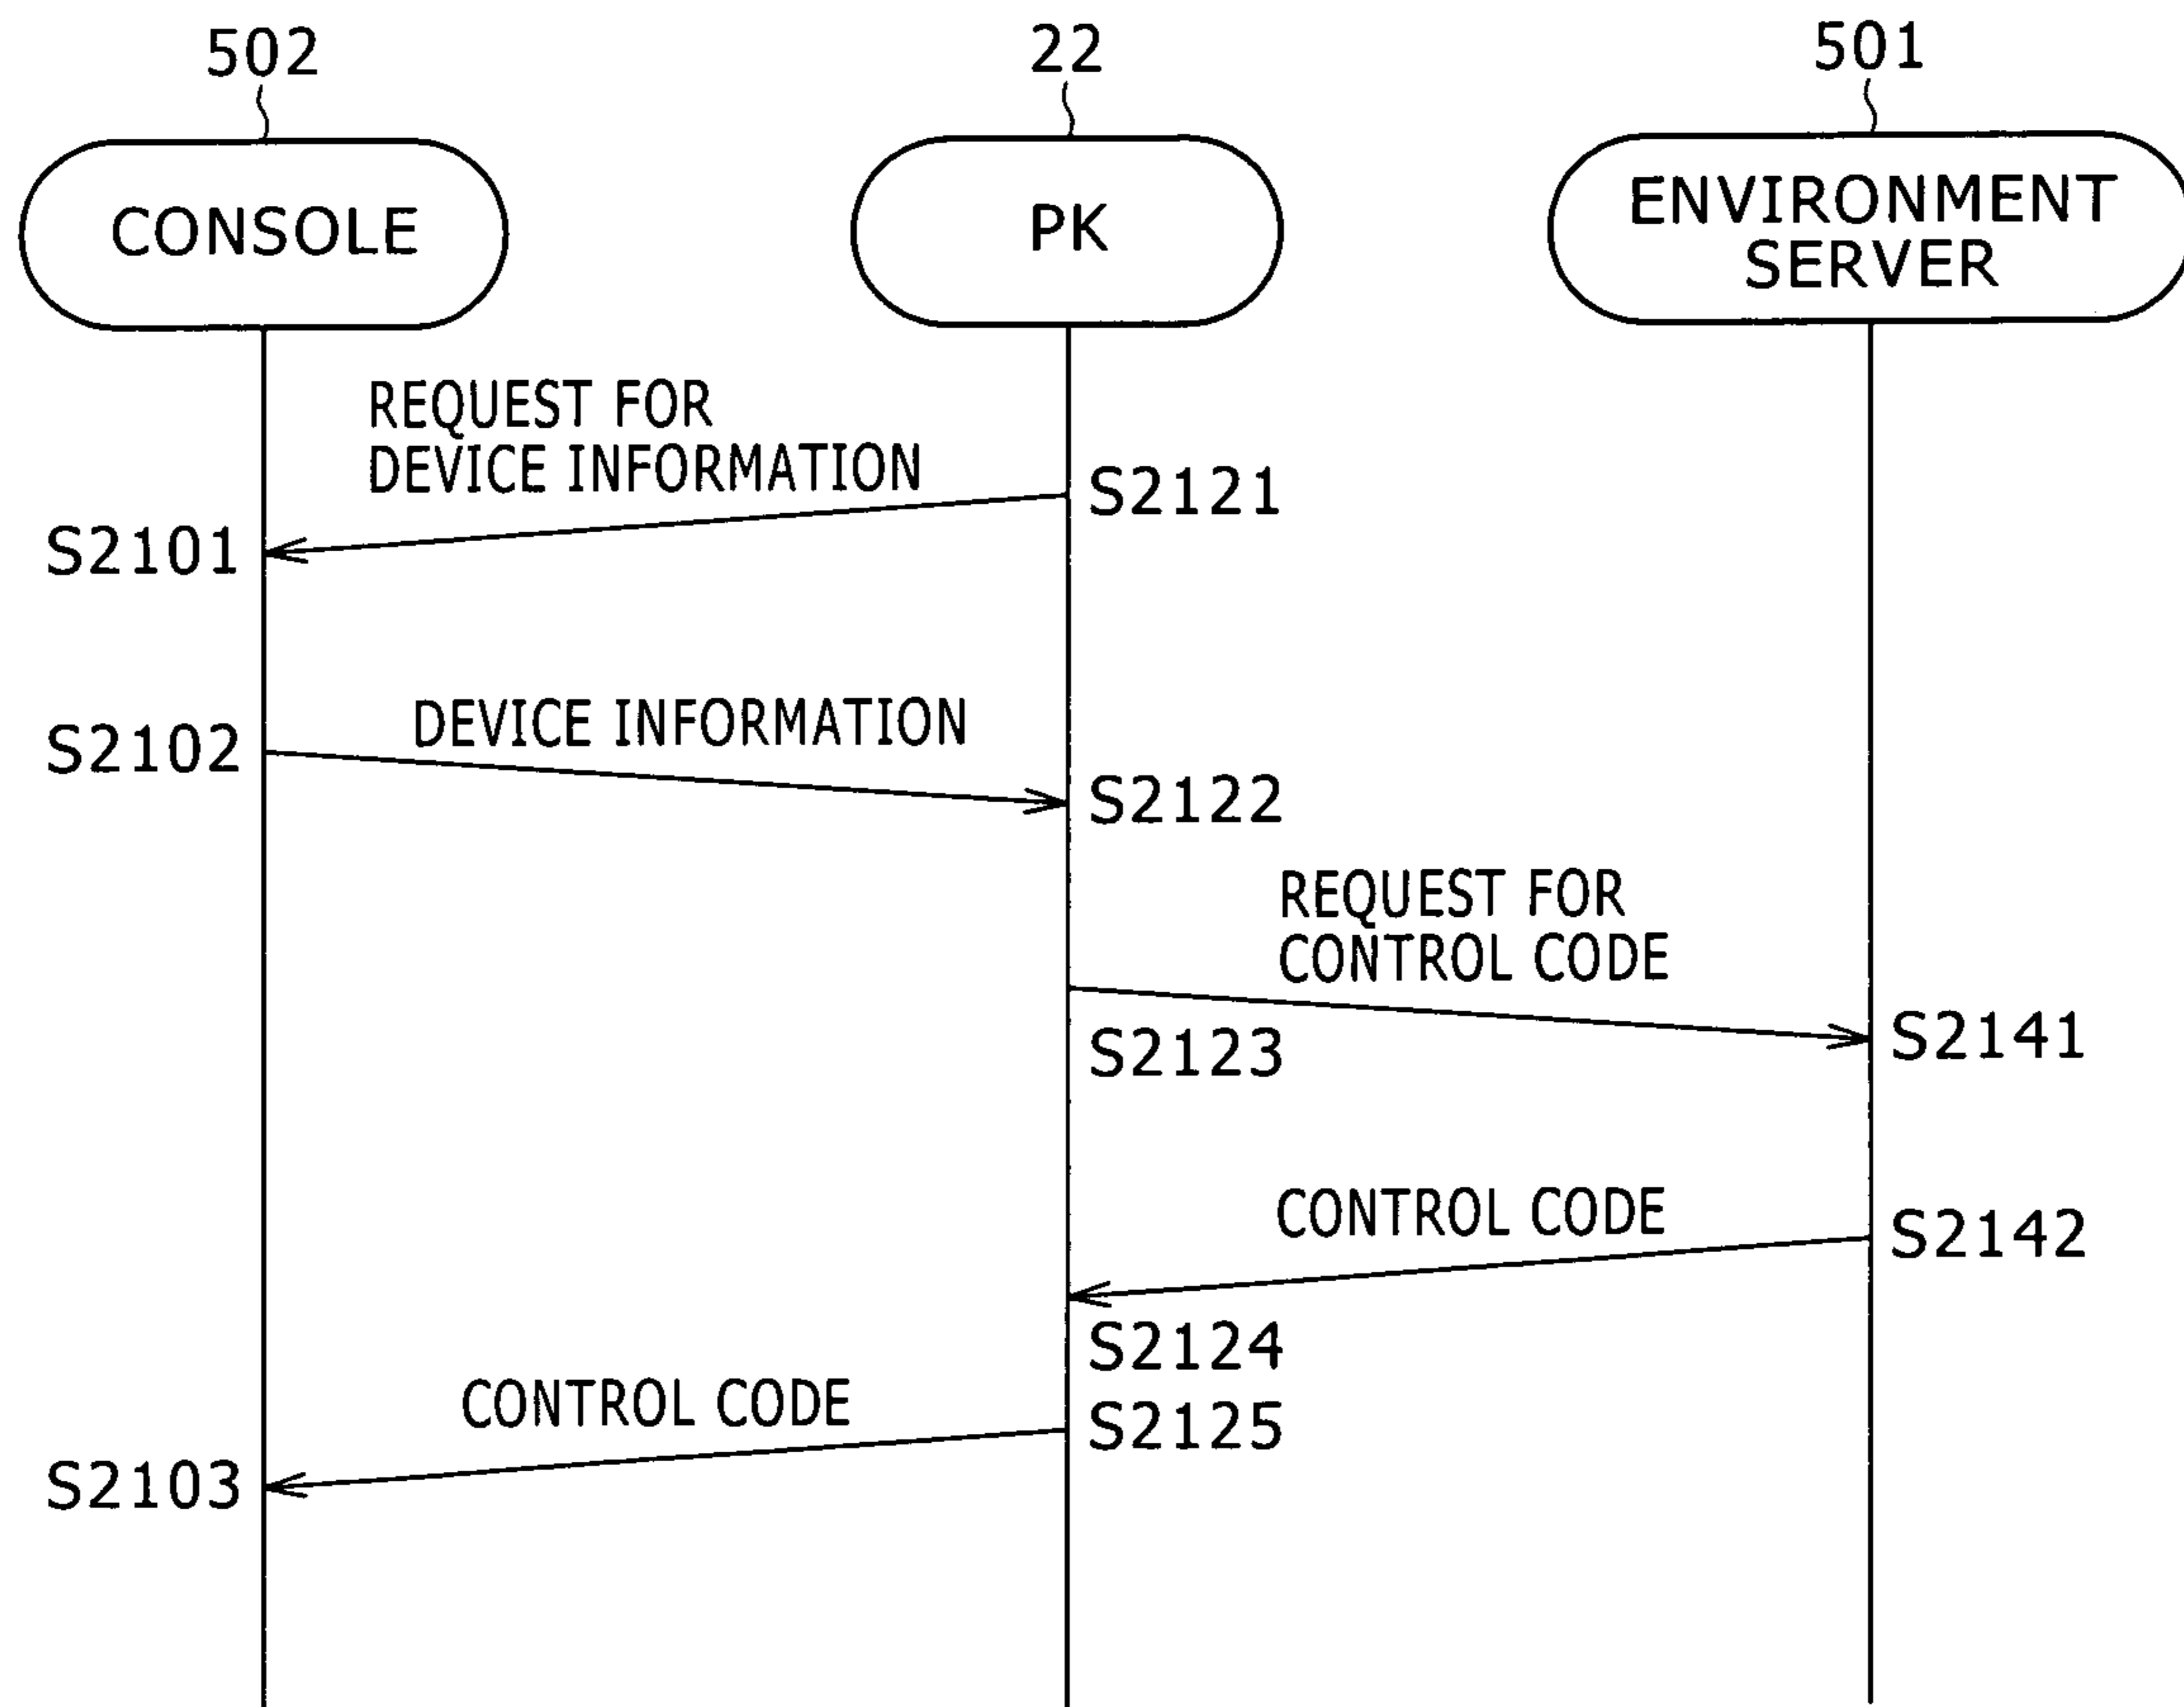 502
22
501
CONSOLE
PK
ENVIRONMENT
SERVER
REQUEST FOR
DEVICE INFORMATION
S2121
S2101
DEVICE INFORMATION
S2102
S2122
REQUEST FOR
CONTROL CODE
S2123
S2141
CONTROL CODE
S2142
S2124
CONTROL CODE
S2125
S2103